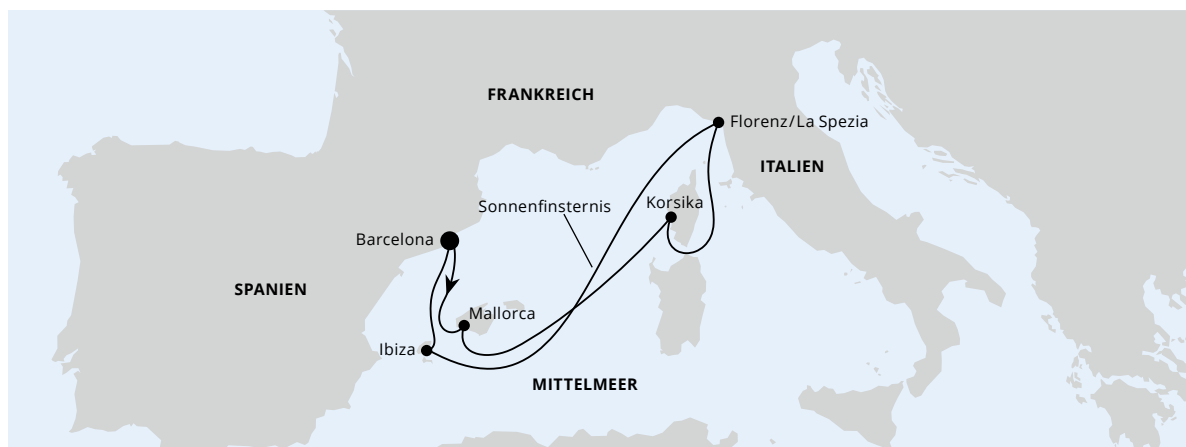 FRANKREICH
Florenz/La Spezia
ITALIEN
Korsika
Sonnenfinsternis
Barcelona
SPANIEN
Mallorca
Ibiza
MITTELMEER